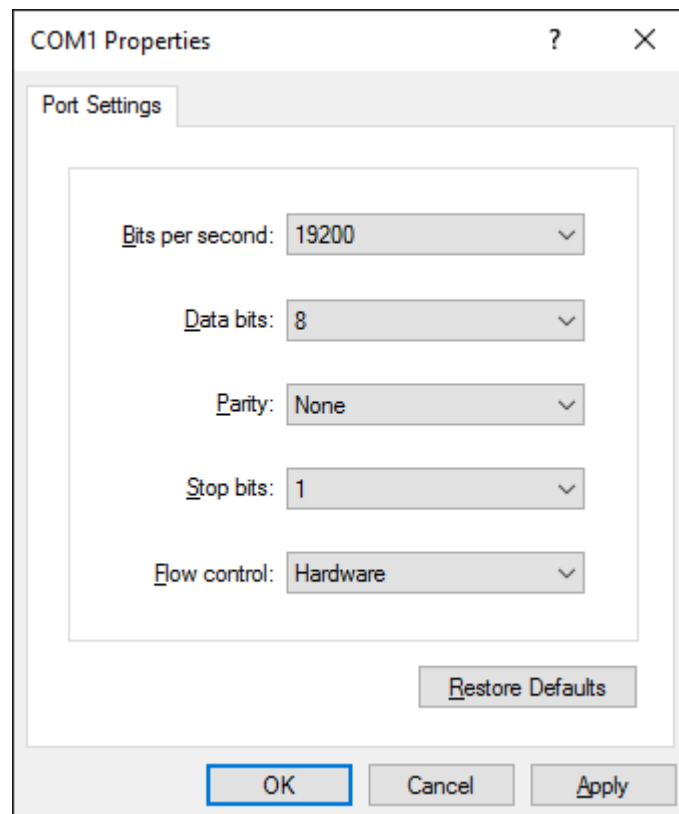 COM1 Properties ?
Port Settings
Bits per second: 19200
Data bits: 8
Parity: None
Stop bits: 1
Flow control: Hardware
Restore Defaults
OK Cancel Apply